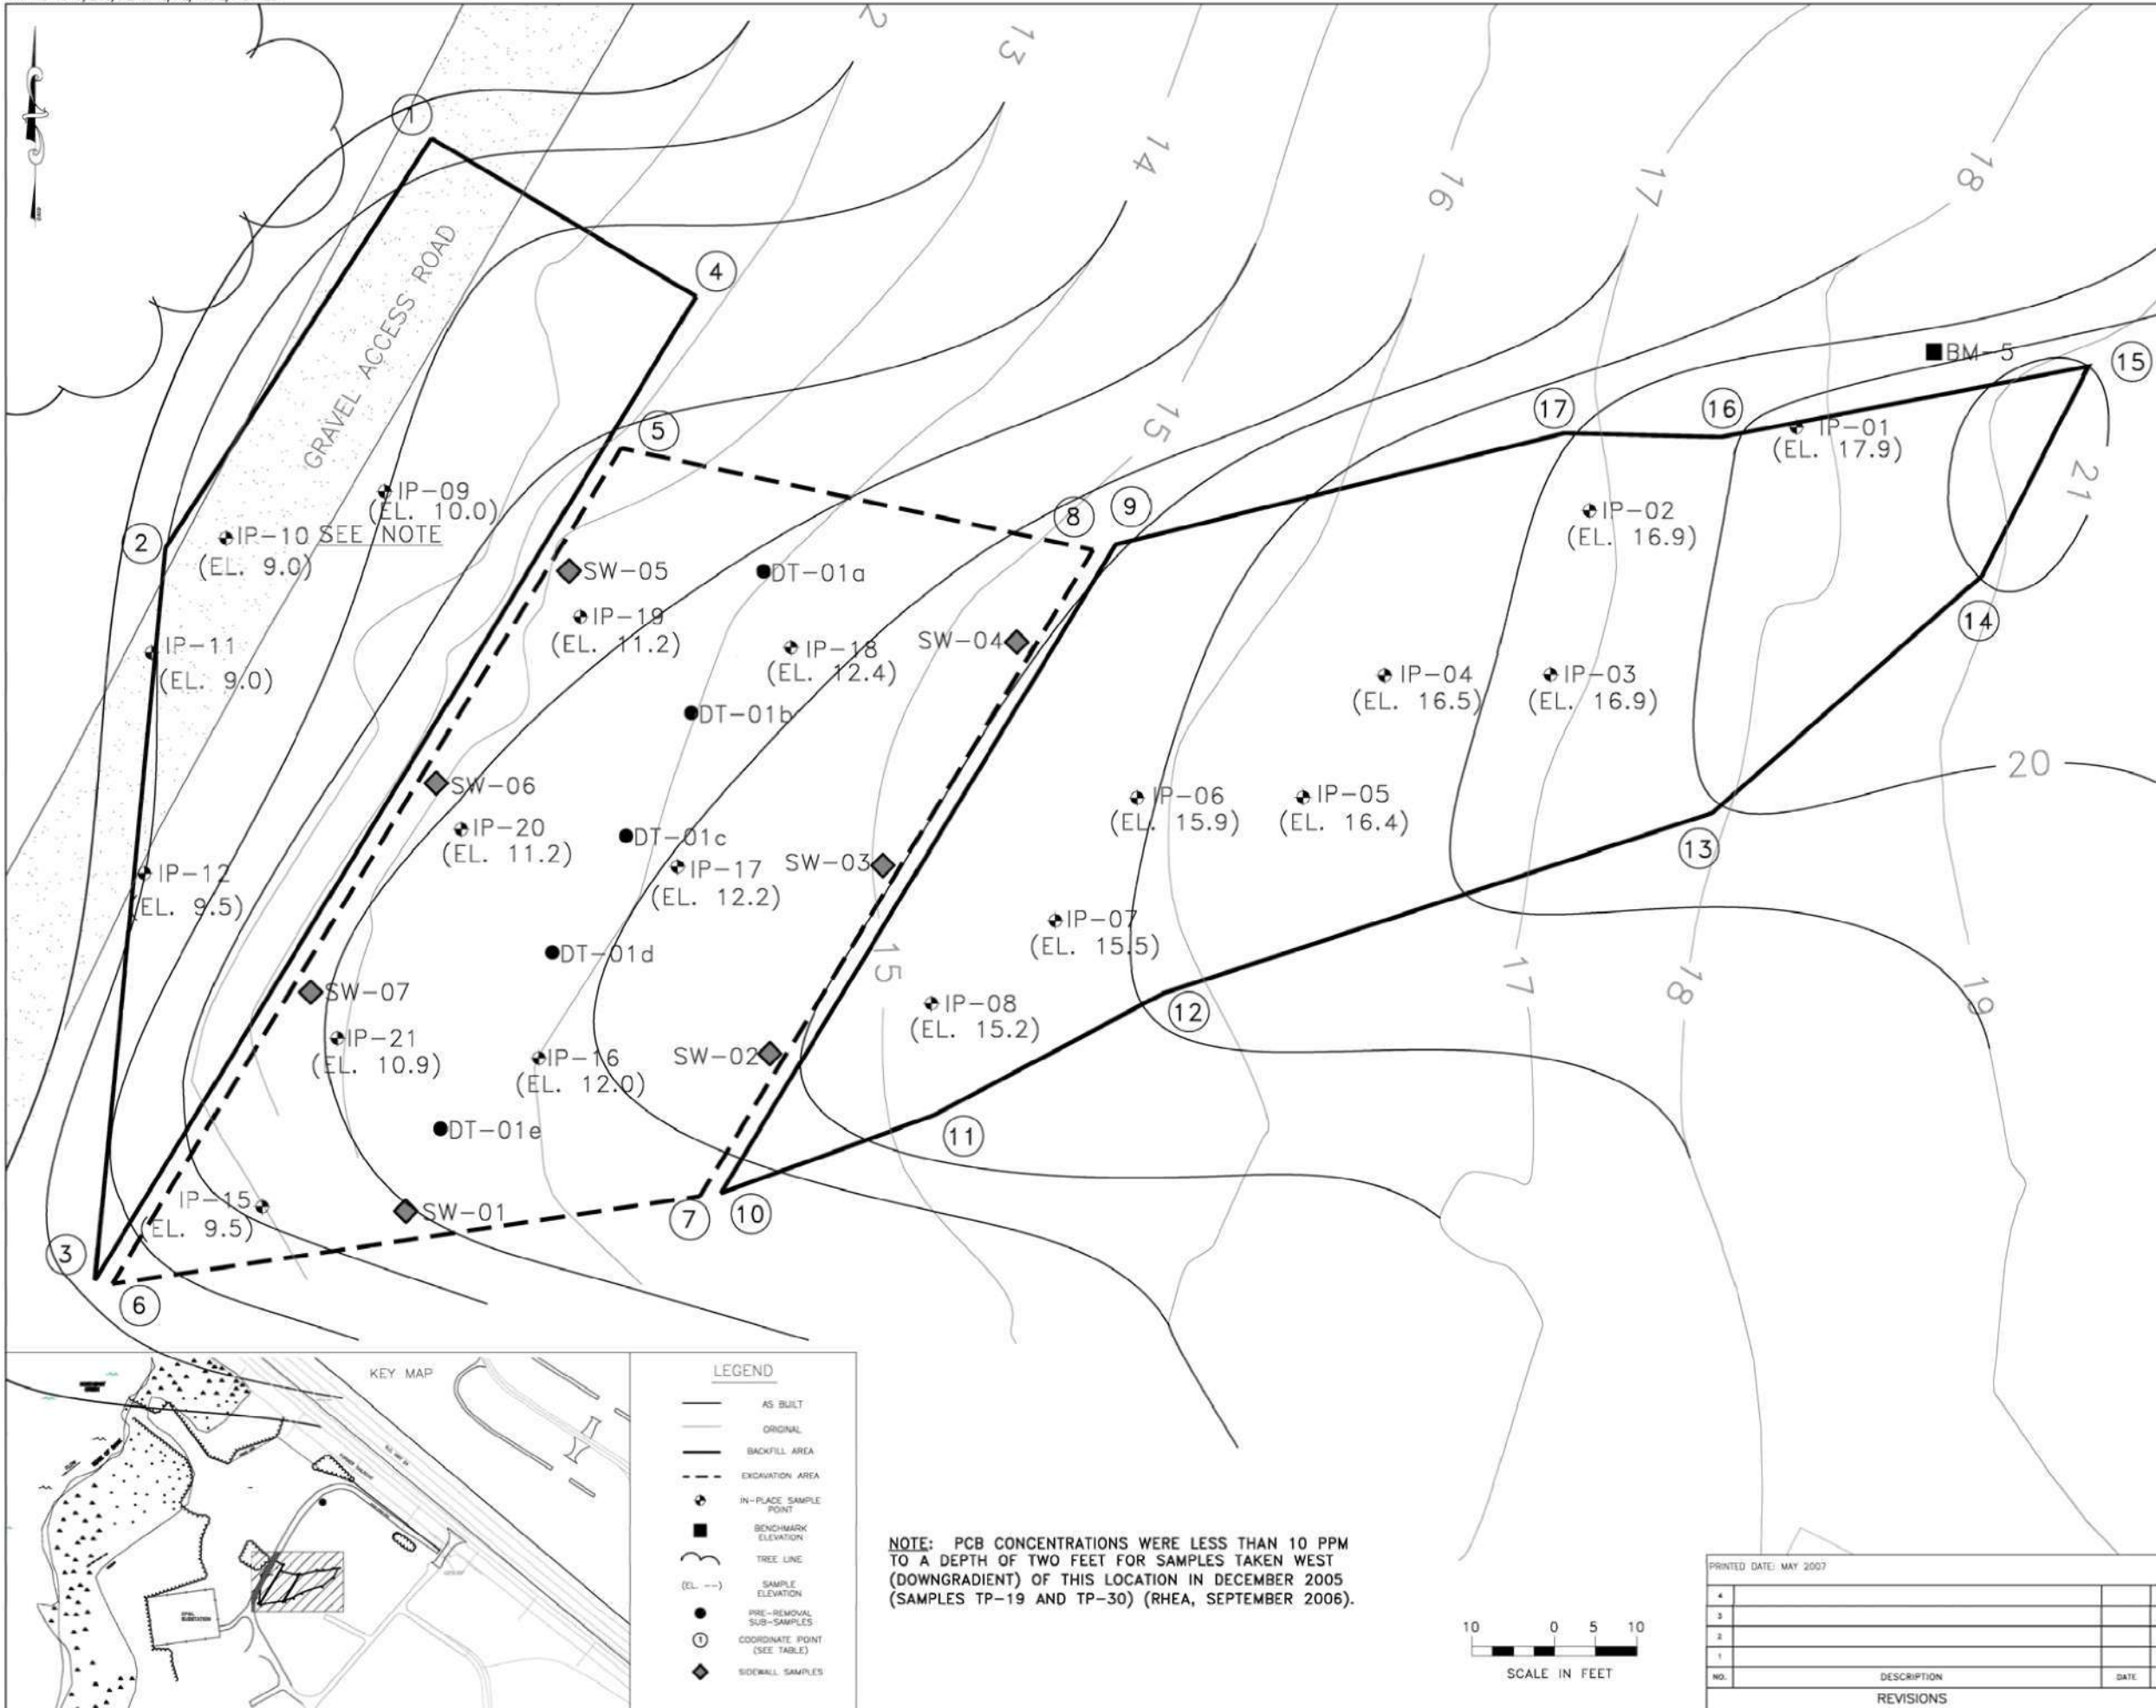 2
13
14
15
16
17
18
1
GRAVEL ACCESS ROAD
4
5
BM-5
15
17
16
IP-01
(EL. 17.9)
21
8
9
IP-09
(EL. 10.0)
IP-02
(EL. 16.9)
2
IP-10 SEE NOTE
(EL. 9.0)
SW-05
DT-01a
IP-19
(EL. 11.2)
IP-18
(EL. 12.4)
SW-04
14
IP-11
(EL. 9.0)
IP-04
(EL. 16.5)
IP-03
(EL. 16.9)
DT-01b
20
SW-06
IP-06
(EL. 15.9)
IP-05
(EL. 16.4)
IP-20
(EL. 11.2)
DT-01c
IP-17
(EL. 12.2)
SW-03
13
IP-12
(EL. 9.5)
IP-07
(EL. 15.5)
DT-01d
15
17
18
19
SW-07
IP-08
(EL. 15.2)
12
IP-21
(EL. 10.9)
IP-16
(EL. 12.0)
SW-02
DT-01e
11
IP-15
(EL. 9.5)
SW-01
7
10
3
6
KEY MAP
LEGEND
AS BUILT
ORIGINAL
BACKFILL AREA
EXCAVATION AREA
IN-PLACE SAMPLE
POINT
BENCHMARK
ELEVATION
TREE LINE
(EL. --)
SAMPLE
ELEVATION
PRE-REMOVAL
SUB-SAMPLES
1
COORDINATE POINT
(SEE TABLE)
SIDEWALL SAMPLES
NOTE: PCB CONCENTRATIONS WERE LESS THAN 10 PPM
TO A DEPTH OF TWO FEET FOR SAMPLES TAKEN WEST
(DOWNGRADIENT) OF THIS LOCATION IN DECEMBER 2005
(SAMPLES TP-19 AND TP-30) (RHEA, SEPTEMBER 2006).
10 0 5 10
SCALE IN FEET
PRINTED DATE: MAY 2007
4
3
2
1
NO. DESCRIPTION DATE
REVISIONS